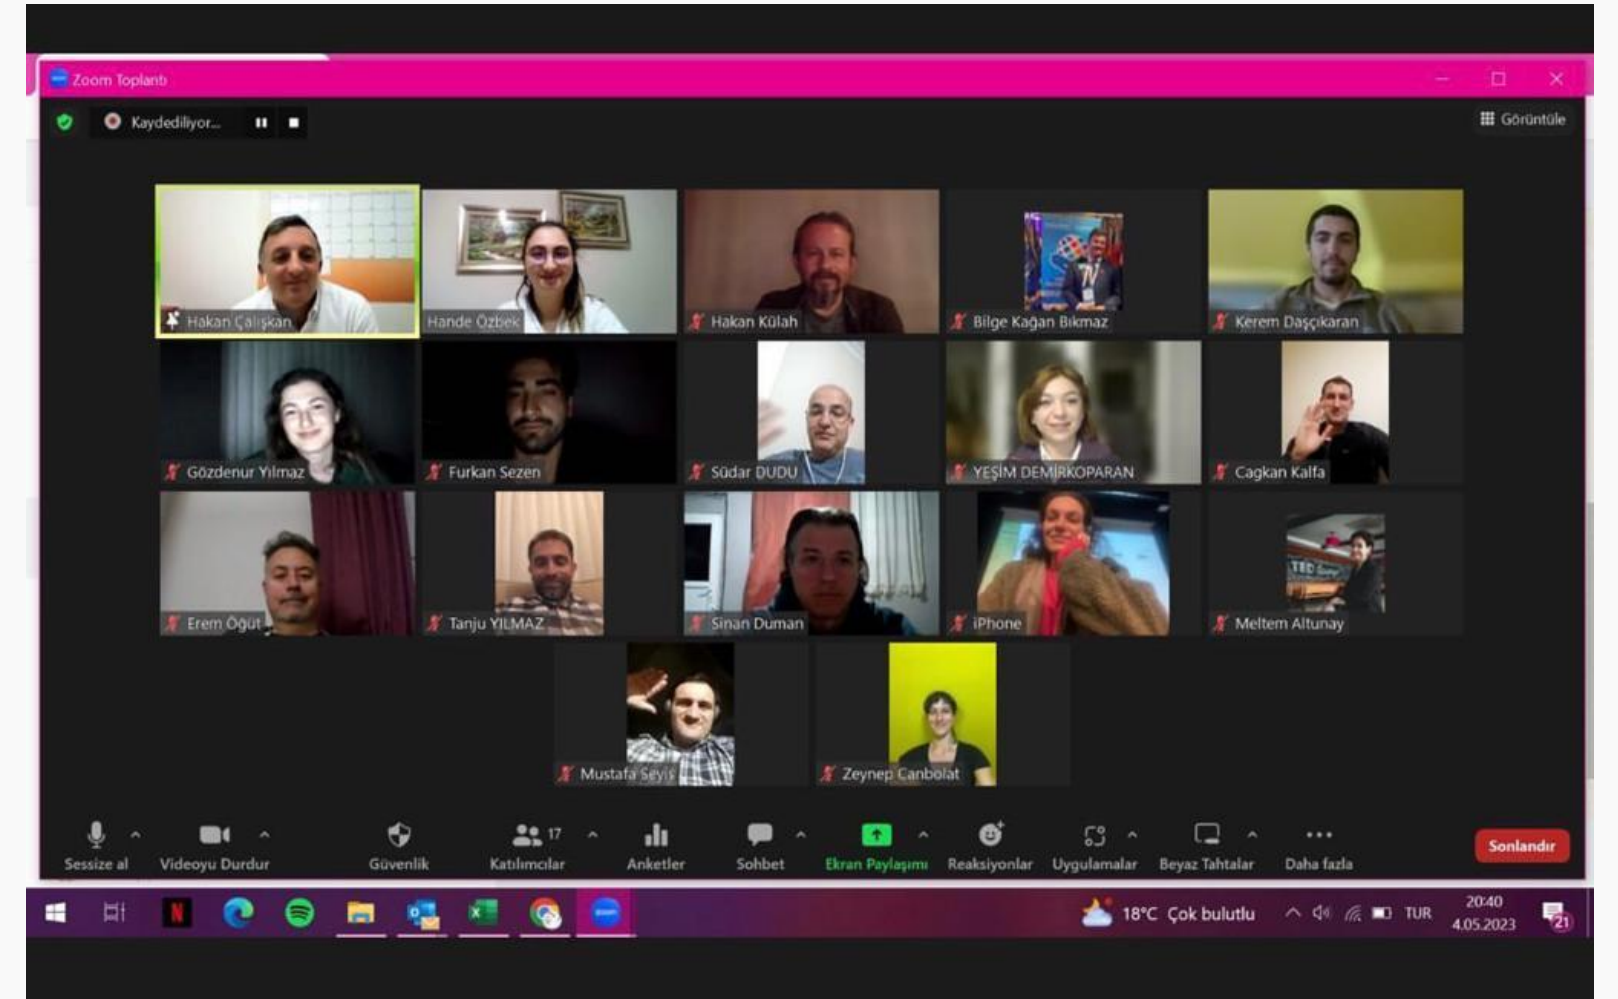 Zoom Toplantı
Kaydediliyor...
Görüntüle
Hakan Çalışkan
Hande Özbek
Hakan Külah
Bilge Kağan Bıkmaz
Kerem Daşçıkaran
Gözdenur Yılmaz
Furkan Sezen
Südar DUDU
YEŞİM DEMİRKOPARAN
Cagkan Kalfa
Erem Öğüt
Tanju YILMAZ
Sinan Duman
iPhone
TED
Meltem Altunay
Mustafa Seyis
Zeynep Canbolat
17
Sessize al
Videoyu Durdur
Güvenlik
Katılımcılar
Anketler
Sohbet
Ekran Paylaşımı
Reaksiyonlar
Uygulamalar
Beyaz Tahtalar
Daha fazla
Sonlandır
18°C Çok bulutlu
TUR
20:40
4.05.2023
21